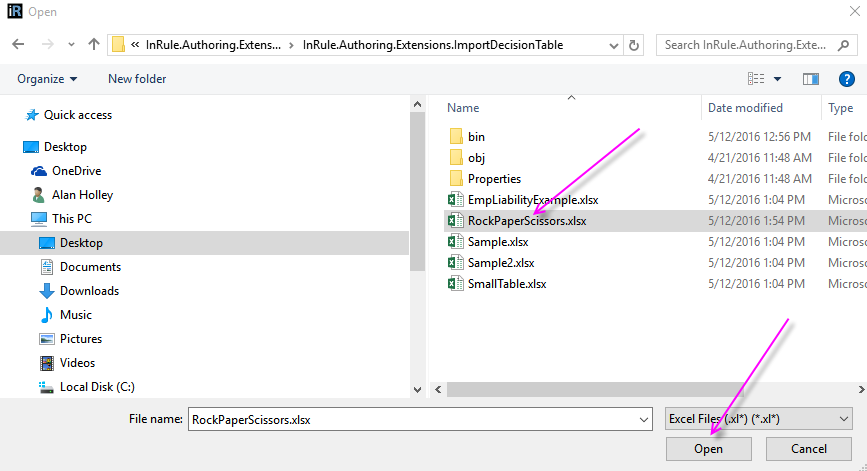 iR Open
« InRule.Authoring.Extens... › InRule.Authoring.Extensions.ImportDecisionTable Search InRule.Authoring.Exte...
Organize New folder ?
Quick access
Desktop
OneDrive
Alan Holley
This PC
Desktop
Documents
Downloads
Music
Pictures
Videos
Local Disk (C:)
Name Date modified Type
bin 5/12/2016 12:56 PM File fold
obj 4/21/2016 11:48 AM File fold
Properties 4/21/2016 11:48 AM File fold
EmpLiabilityExample.xlsx 5/12/2016 1:04 PM Microso
RockPaperScissors.xlsx 5/12/2016 1:54 PM Microso
Sample.xlsx 5/12/2016 1:04 PM Microso
Sample2.xlsx 5/12/2016 1:04 PM Microso
SmallTable.xlsx 5/12/2016 1:04 PM Microso
File name: RockPaperScissors.xlsx Excel Files (.xl*) (*.xl*)
Open Cancel